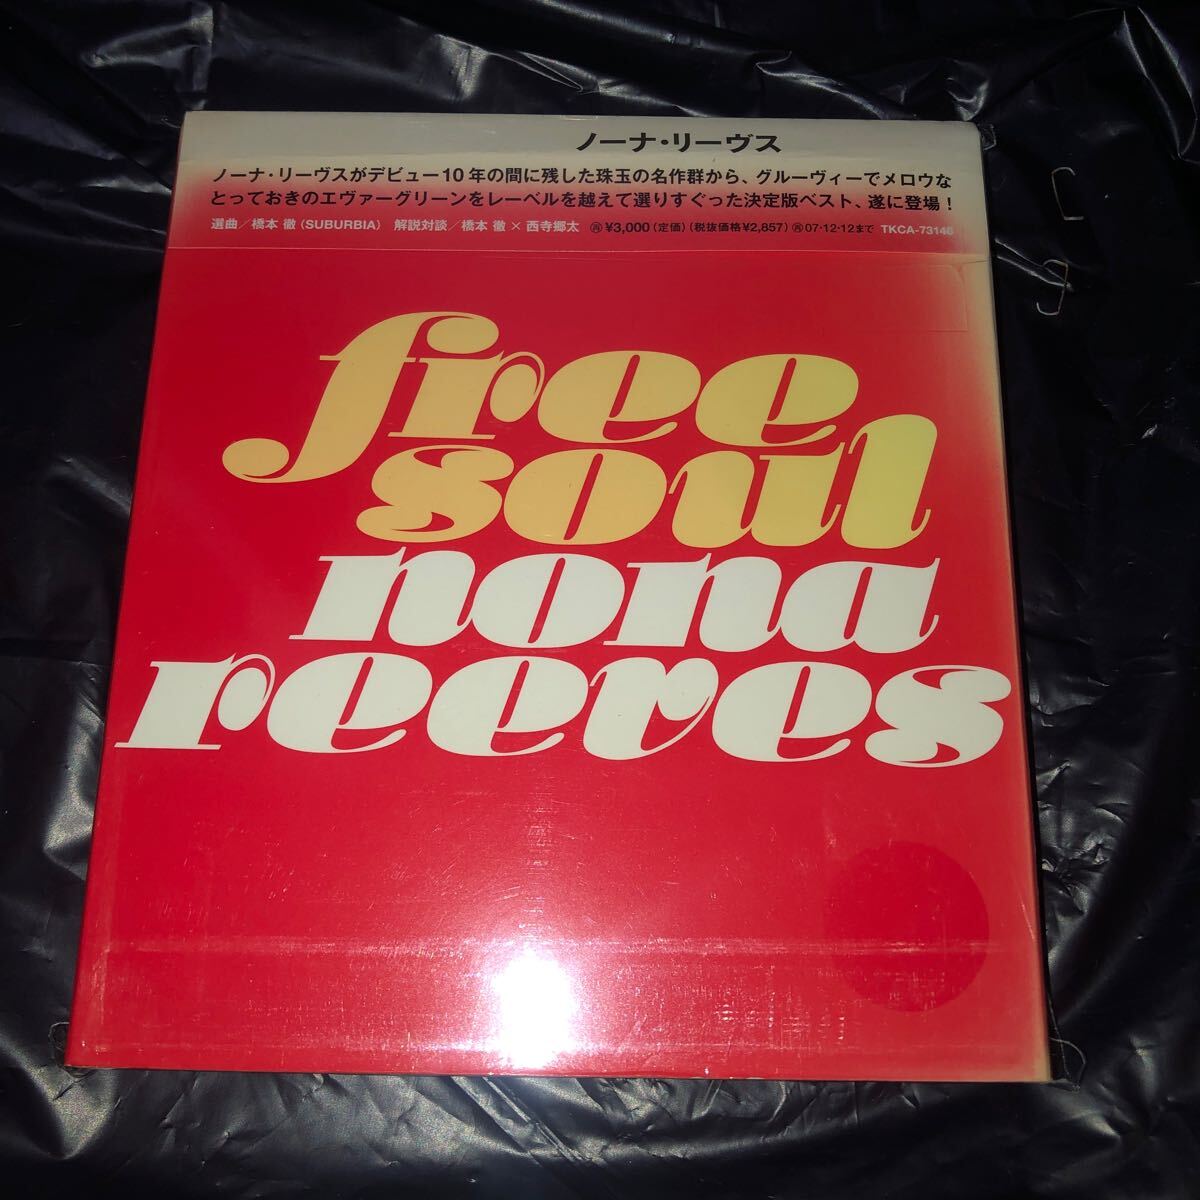 ノーナ・リーヴス
ノーナ・リーヴスがデビュー10年の間に残した珠玉の名作群から、グルーヴィーでメロウな
とっておきのエヴァーグリーンをレーベルを越えて選りすぐった決定版ベスト、遂に登場！
選曲／橋本 徹（SUBURBIA） 解説対談／橋本 徹 × 西寺郷太 ㊢¥3,000（定価）（税抜価格¥2,857）㊢07・12・12まで TKCA-73146
free
soul
nona
reeves